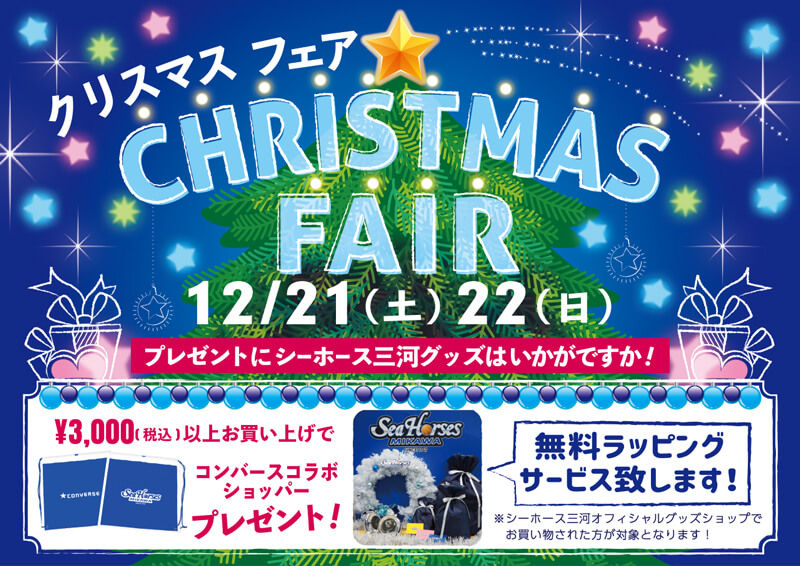 クリスマス フェア
CHRISTMAS
FAIR
12/21(土) 22(日)
プレゼントにシーホース三河グッズはいかがですか!
¥3,000(税込)以上お買い上げで
コンバースコラボ
ショッパー
プレゼント!
★CONVERSE
SeaHorses
MIKAWA
SeaHorses
MIKAWA
SeaHorses
無料ラッピング
サービス致します!
※シーホース三河オフィシャルグッズショップで
お買い物された方が対象となります!